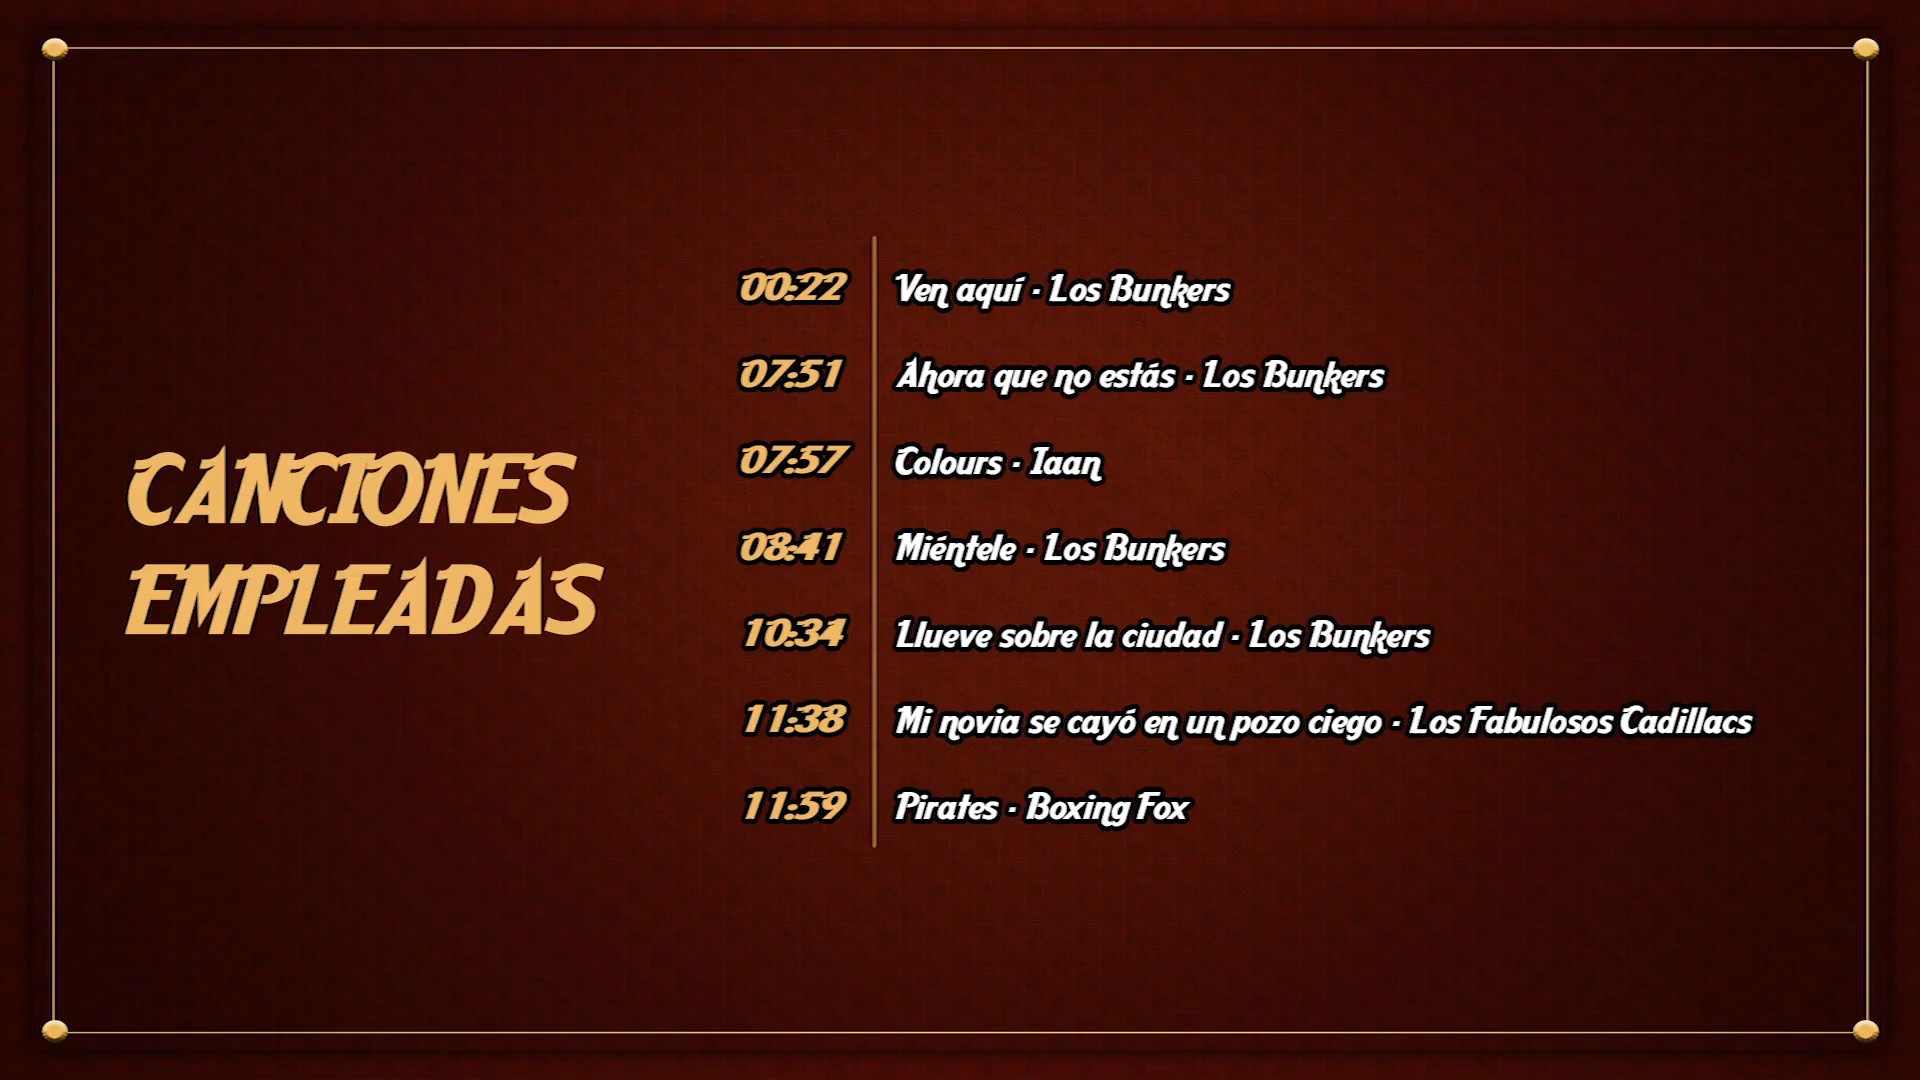 CANCIONES
EMPLEADAS
00:22 Ven aquí - Los Bunkers
07:51 Ahora que no estás - Los Bunkers
07:57 Colours - Iaan
08:41 Miéntele - Los Bunkers
10:34 Llueve sobre la ciudad - Los Bunkers
11:38 Mi novia se cayó en un pozo ciego - Los Fabulosos Cadillacs
11:59 Pirates - Boxing Fox